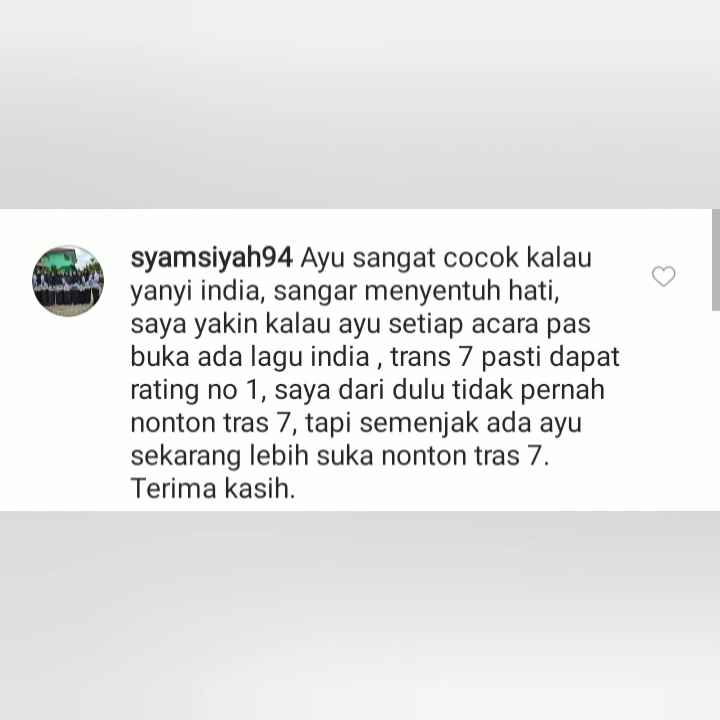 syamsiyah94 Ayu sangat cocok kalau
yanyi india, sangar menyentuh hati,
saya yakin kalau ayu setiap acara pas
buka ada lagu india , trans 7 pasti dapat
rating no 1, saya dari dulu tidak pernah
nonton tras 7, tapi semenjak ada ayu
sekarang lebih suka nonton tras 7.
Terima kasih.